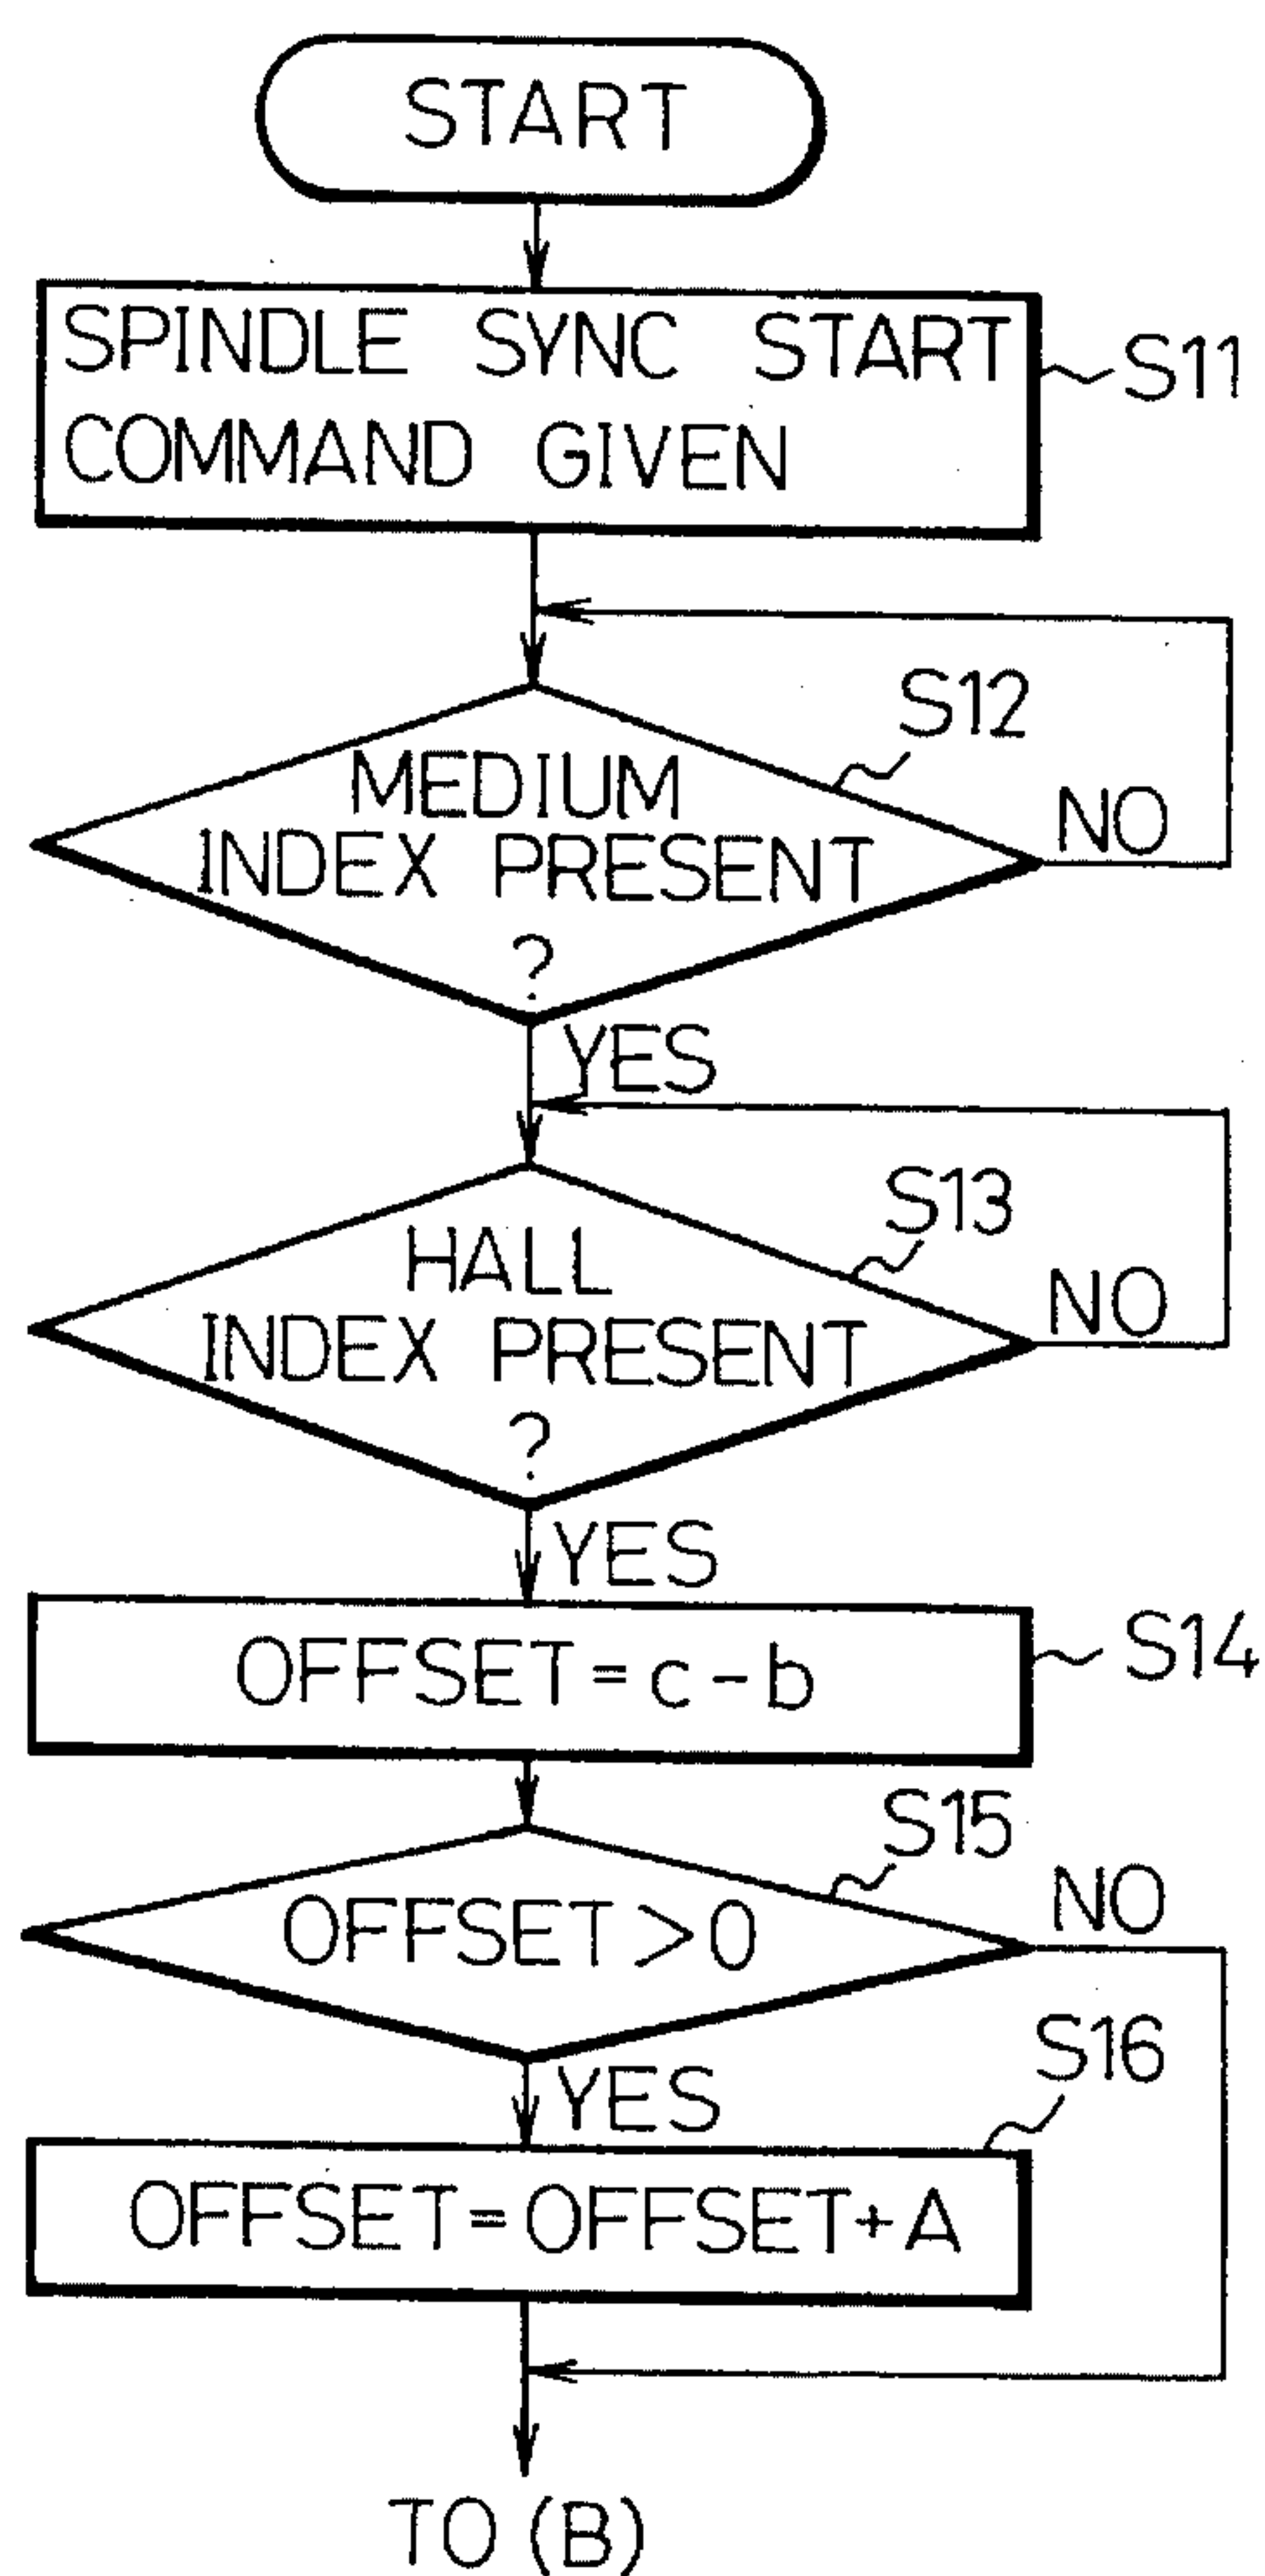 START
SPINDLE SYNC START
COMMAND GIVEN
S11
S12
MEDIUM
INDEX PRESENT
?
NO
YES
S13
HALL
INDEX PRESENT
?
NO
YES
OFFSET = c - b
S14
S15
OFFSET > 0
NO
YES
S16
OFFSET = OFFSET + A
TO (B)